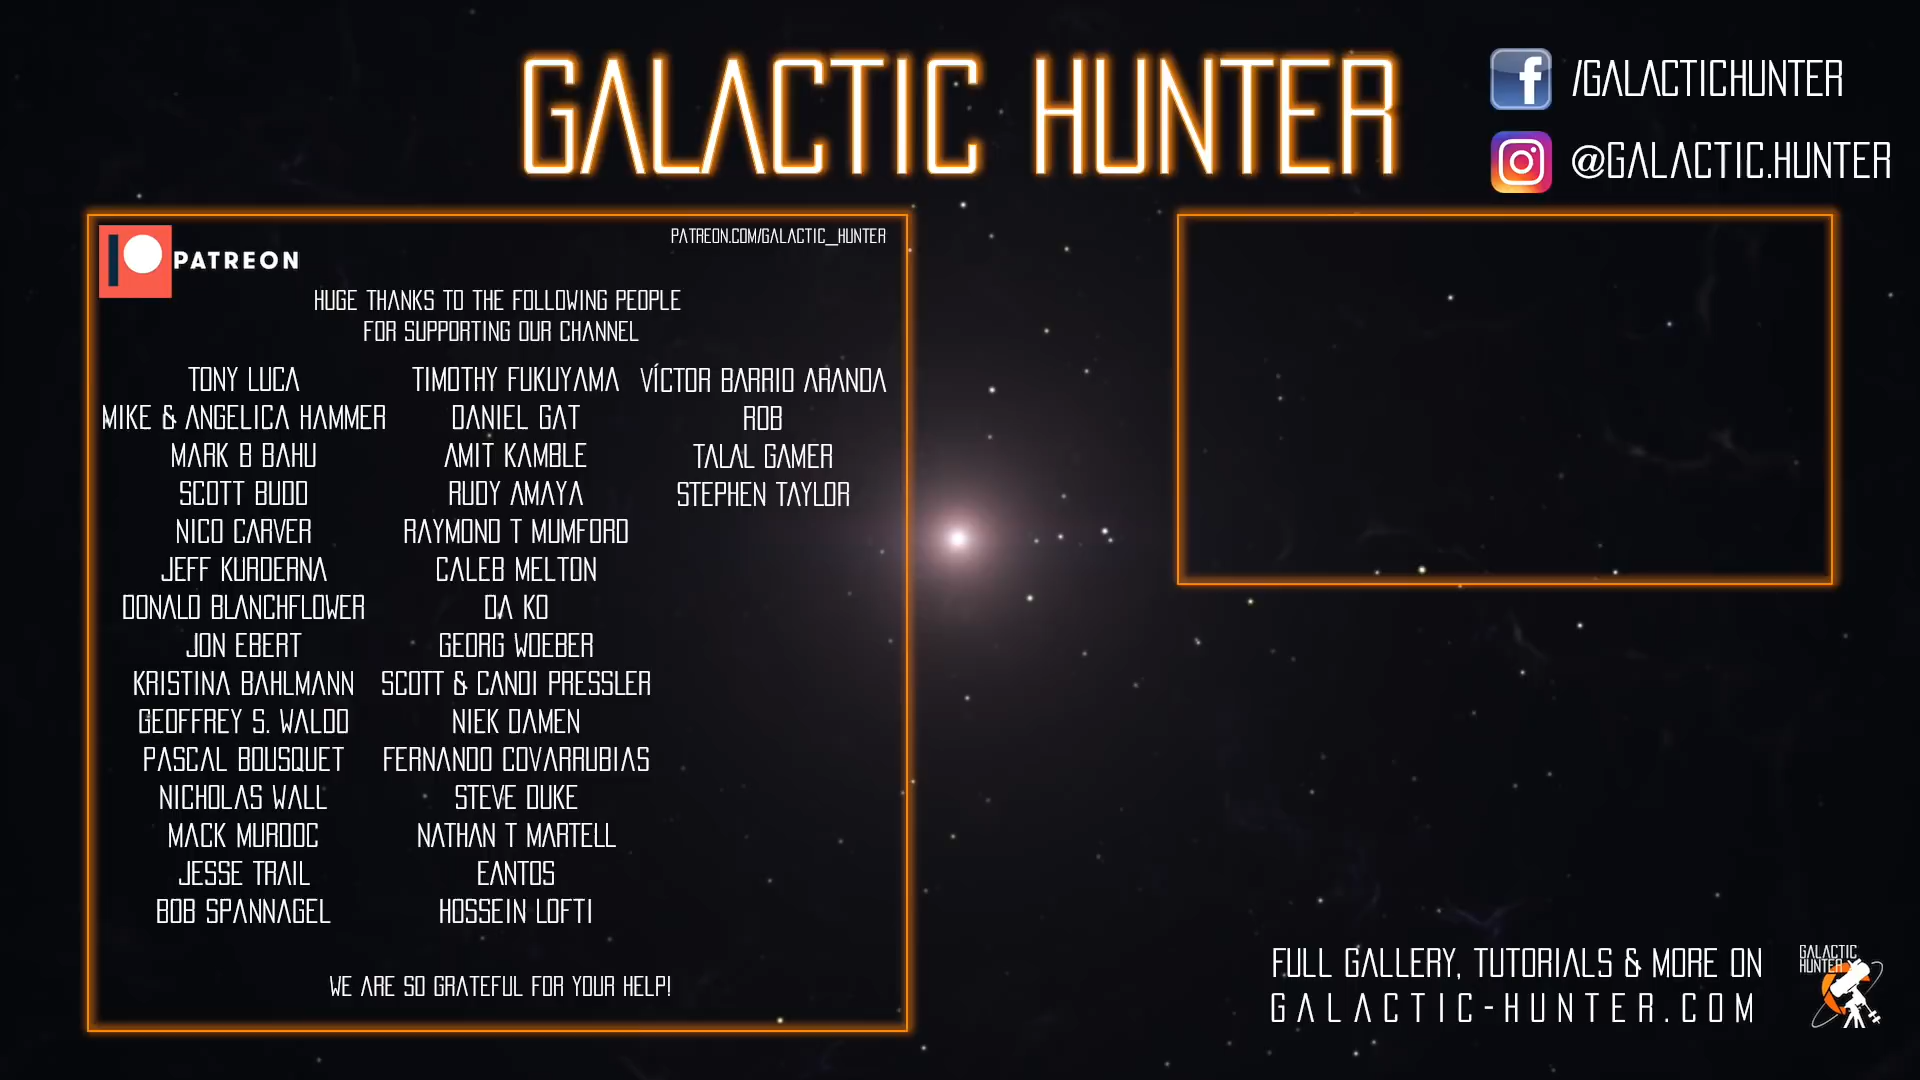 GALACTIC HUNTER
/GALACTICHUNTER
@GALACTIC.HUNTER
PATREON
PATREON.COM/GALACTIC_HUNTER
HUGE THANKS TO THE FOLLOWING PEOPLE
FOR SUPPORTING OUR CHANNEL
TONY LUCA
MIKE & ANGELICA HAMMER
MARK B BAHU
SCOTT BUDD
NICO CARVER
JEFF KURDERNA
DONALD BLANCHFLOWER
JON EBERT
KRISTINA BAHLMANN
GEOFFREY S. WALDO
PASCAL BOUSQUET
NICHOLAS WALL
MACK MURDOC
JESSE TRAIL
BOB SPANNAGEL
TIMOTHY FUKUYAMA
DANIEL GAT
AMIT KAMBLE
RUDY AMAYA
RAYMOND T MUMFORD
CALEB MELTON
DA KO
GEORG WOEBER
SCOTT & CANDI PRESSLER
NIEK DAMEN
FERNANDO COVARRUBIAS
STEVE DUKE
NATHAN T MARTELL
EANTOS
HOSSEIN LOFTI
VÍCTOR BARRIO ARANDA
ROB
TALAL GAMER
STEPHEN TAYLOR
WE ARE SO GRATEFUL FOR YOUR HELP!
FULL GALLERY, TUTORIALS & MORE ON
GALACTIC-HUNTER.COM
GALACTIC
HUNTER